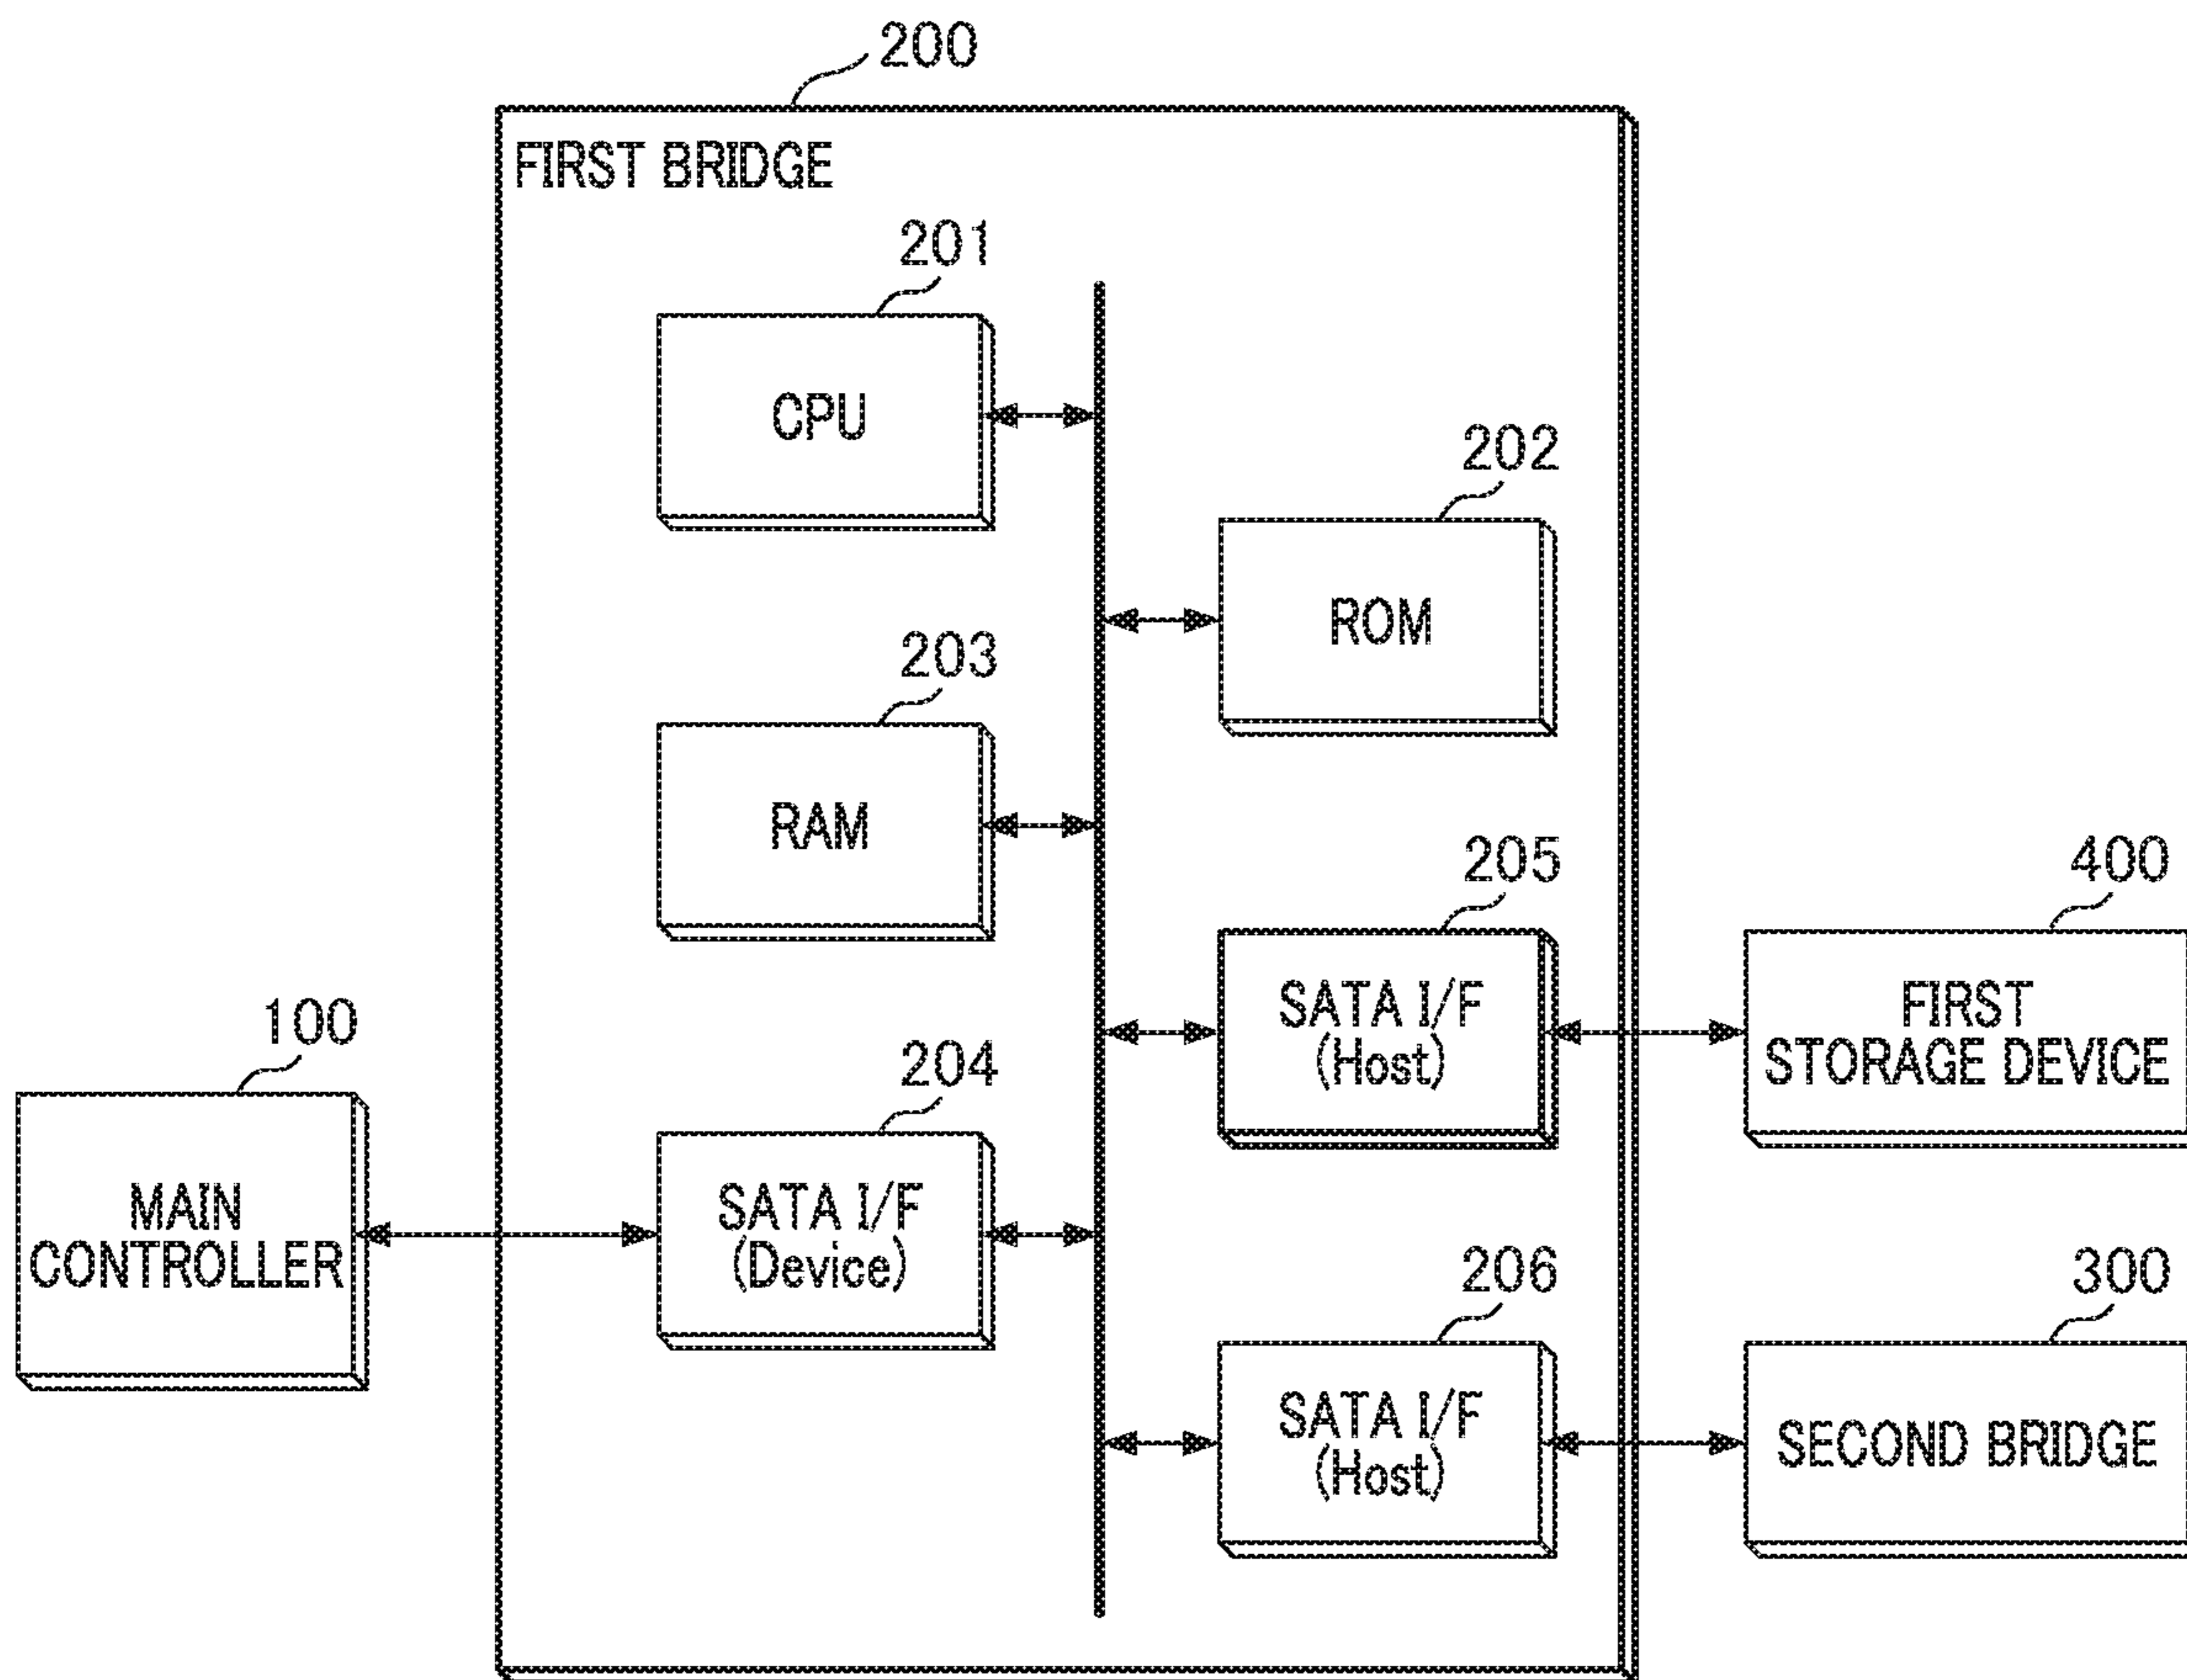 200
FIRST BRIDGE
201
CPU
202
ROM
203
RAM
205
SATA I/F
(Host)
400
FIRST
STORAGE DEVICE
100
MAIN
CONTROLLER
204
SATA I/F
(Device)
206
SATA I/F
(Host)
300
SECOND BRIDGE